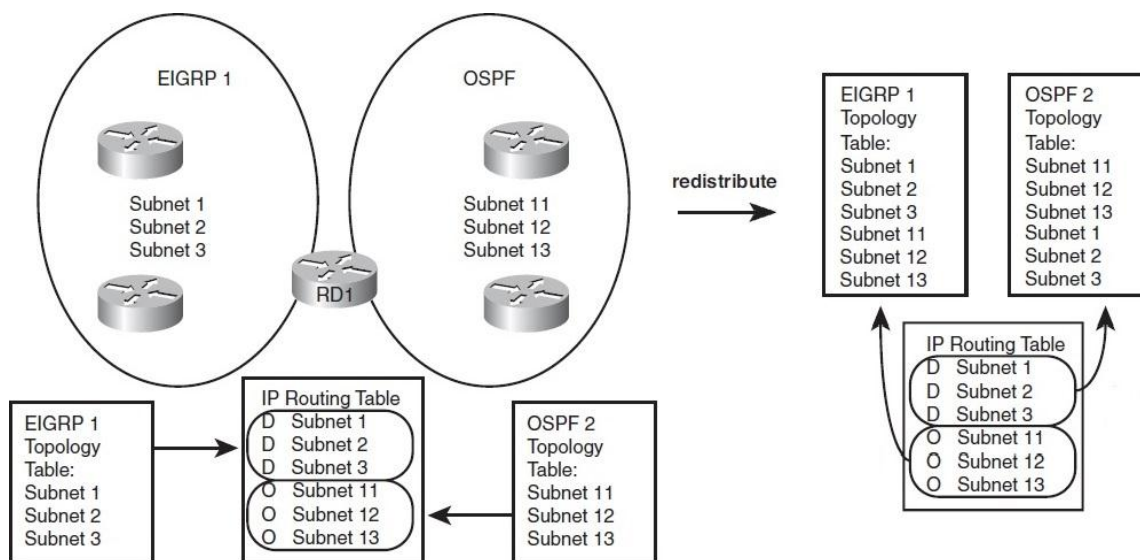 EIGRP 1
OSPF
Subnet 1
Subnet 2
Subnet 3
Subnet 11
Subnet 12
Subnet 13
RD1
EIGRP 1
Topology
Table:
Subnet 1
Subnet 2
Subnet 3
IP Routing Table
D Subnet 1
D Subnet 2
D Subnet 3
O Subnet 11
O Subnet 12
O Subnet 13
OSPF 2
Topology
Table:
Subnet 11
Subnet 12
Subnet 13
redistribute
EIGRP 1
Topology
Table:
Subnet 1
Subnet 2
Subnet 3
Subnet 11
Subnet 12
Subnet 13
OSPF 2
Topology
Table:
Subnet 11
Subnet 12
Subnet 13
Subnet 1
Subnet 2
Subnet 3
IP Routing Table
D Subnet 1
D Subnet 2
D Subnet 3
O Subnet 11
O Subnet 12
O Subnet 13